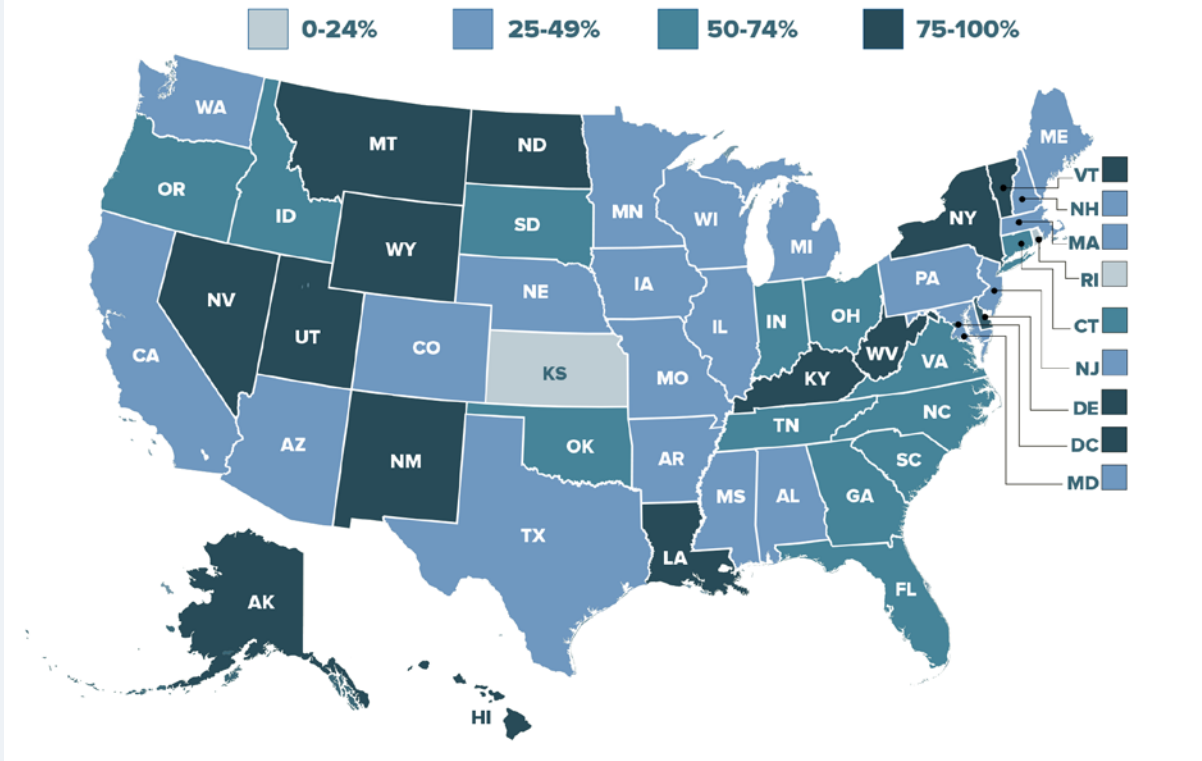 0-24%
25-49%
50-74%
75-100%
WA
MT
ND
ME
OR
ID
SD
MN
WI
MI
NY
VT
NH
MA
RI
WY
NE
IA
PA
NV
UT
CO
IL
IN
OH
CT
CA
KS
MO
KY
WV
VA
NJ
DE
AZ
NM
OK
AR
TN
NC
DC
MD
TX
MS
AL
GA
SC
LA
FL
AK
HI